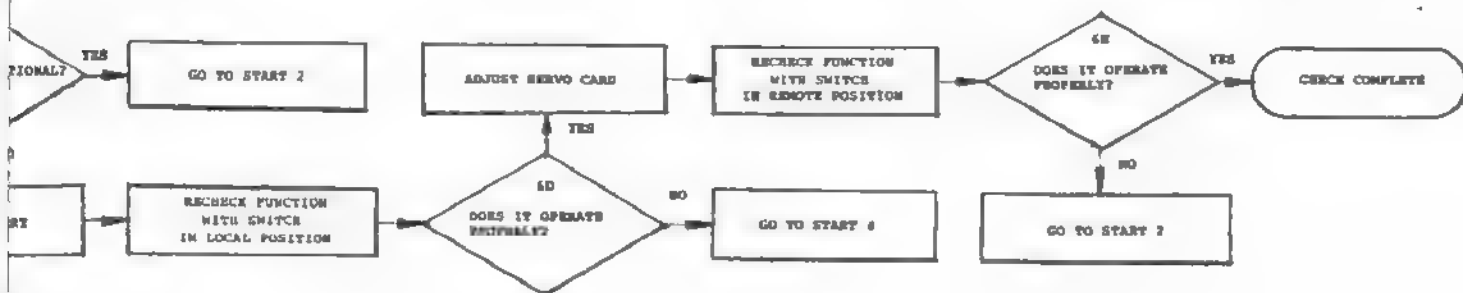 TIONAL?
YES
GO TO START 2
ADJUST SERVO CARD
RECHECK FUNCTION
WITH SWITCH
IN REMOTE POSITION
6E
DOES IT OPERATE
PROPERLY?
YES
CHECK COMPLETE
YES
NO
RT
RECHECK FUNCTION
WITH SWITCH
IN LOCAL POSITION
6D
DOES IT OPERATE
PROPERLY?
NO
GO TO START
GO TO START